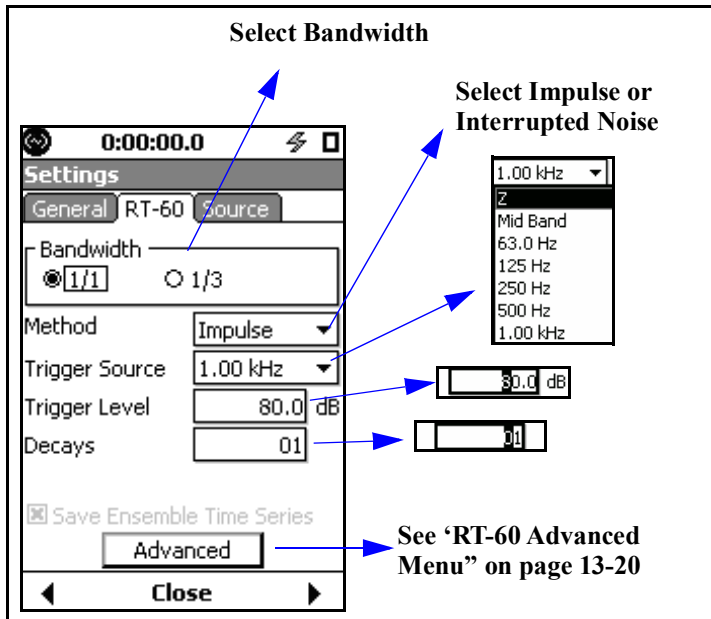 Select Bandwidth
Select Impulse or
Interrupted Noise
0:00:00.0
Settings
General RT-60 Source
Bandwidth
1/1 1/3
Method Impulse
Trigger Source 1.00 kHz
Trigger Level 80.0 dB
Decays 01
Save Ensemble Time Series
Advanced
Close
1.00 kHz
Z
Mid Band
63.0 Hz
125 Hz
250 Hz
500 Hz
1.00 kHz
80.0 dB
01
See ‘RT-60 Advanced
Menu” on page 13-20